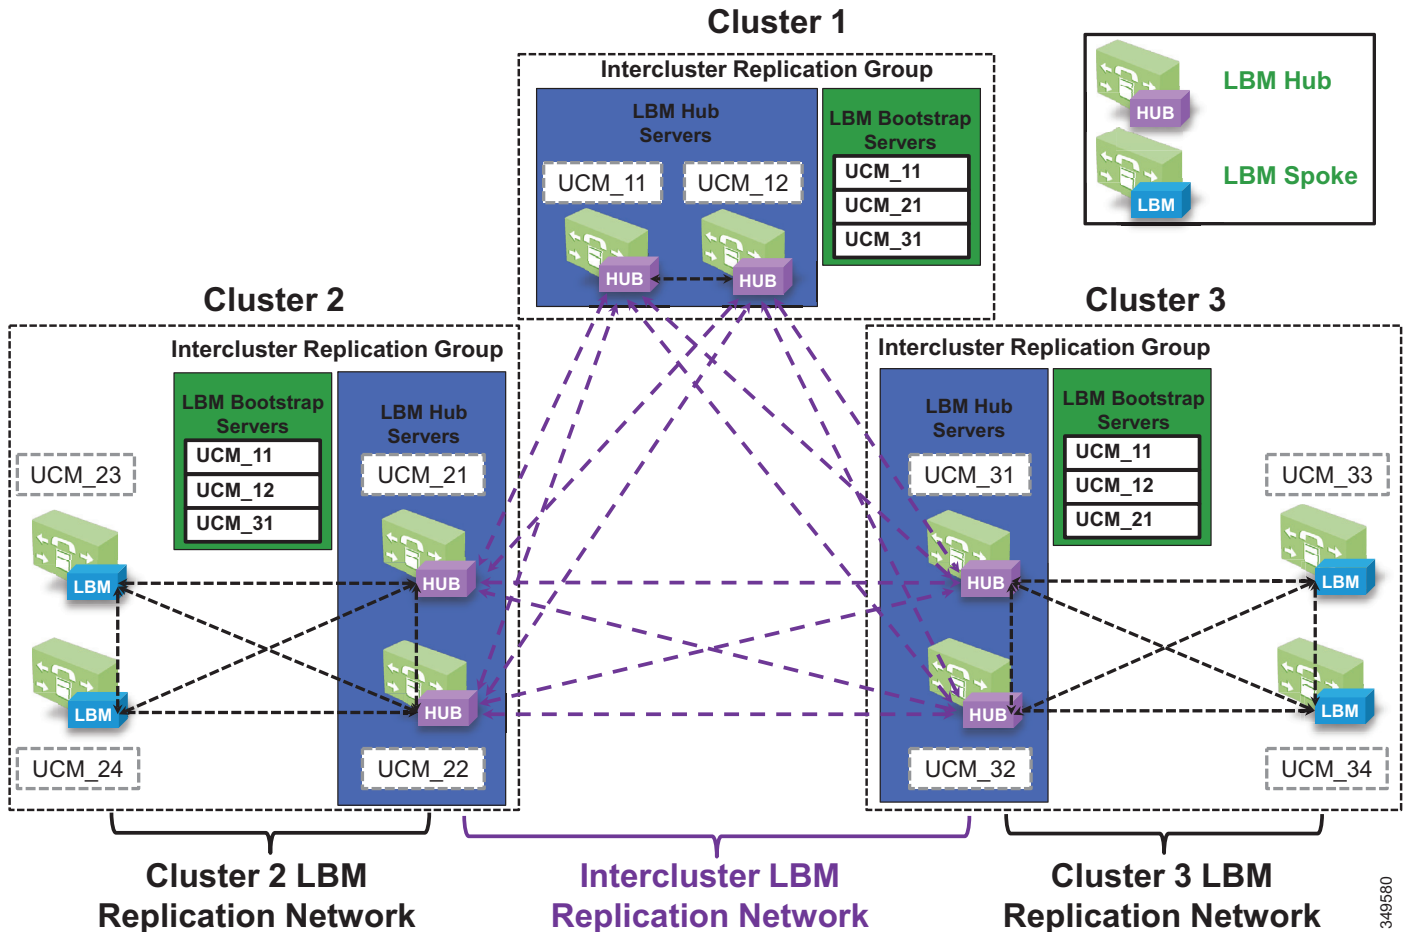 Cluster 1
Intercluster Replication Group
LBM Hub
Servers
UCM_11
UCM_12
HUB
HUB
LBM Bootstrap
Servers
UCM_11
UCM_21
UCM_31
HUB
LBM Hub
LBM
LBM Spoke
Cluster 2
Intercluster Replication Group
LBM Bootstrap
Servers
UCM_11
UCM_12
UCM_31
LBM Hub
Servers
UCM_23
UCM_21
LBM
HUB
LBM
HUB
UCM_24
UCM_22
Cluster 3
Intercluster Replication Group
LBM Hub
Servers
LBM Bootstrap
Servers
UCM_11
UCM_12
UCM_21
UCM_31
UCM_33
HUB
LBM
HUB
LBM
UCM_32
UCM_34
Cluster 2 LBM
Replication Network
Intercluster LBM
Replication Network
Cluster 3 LBM
Replication Network
349580